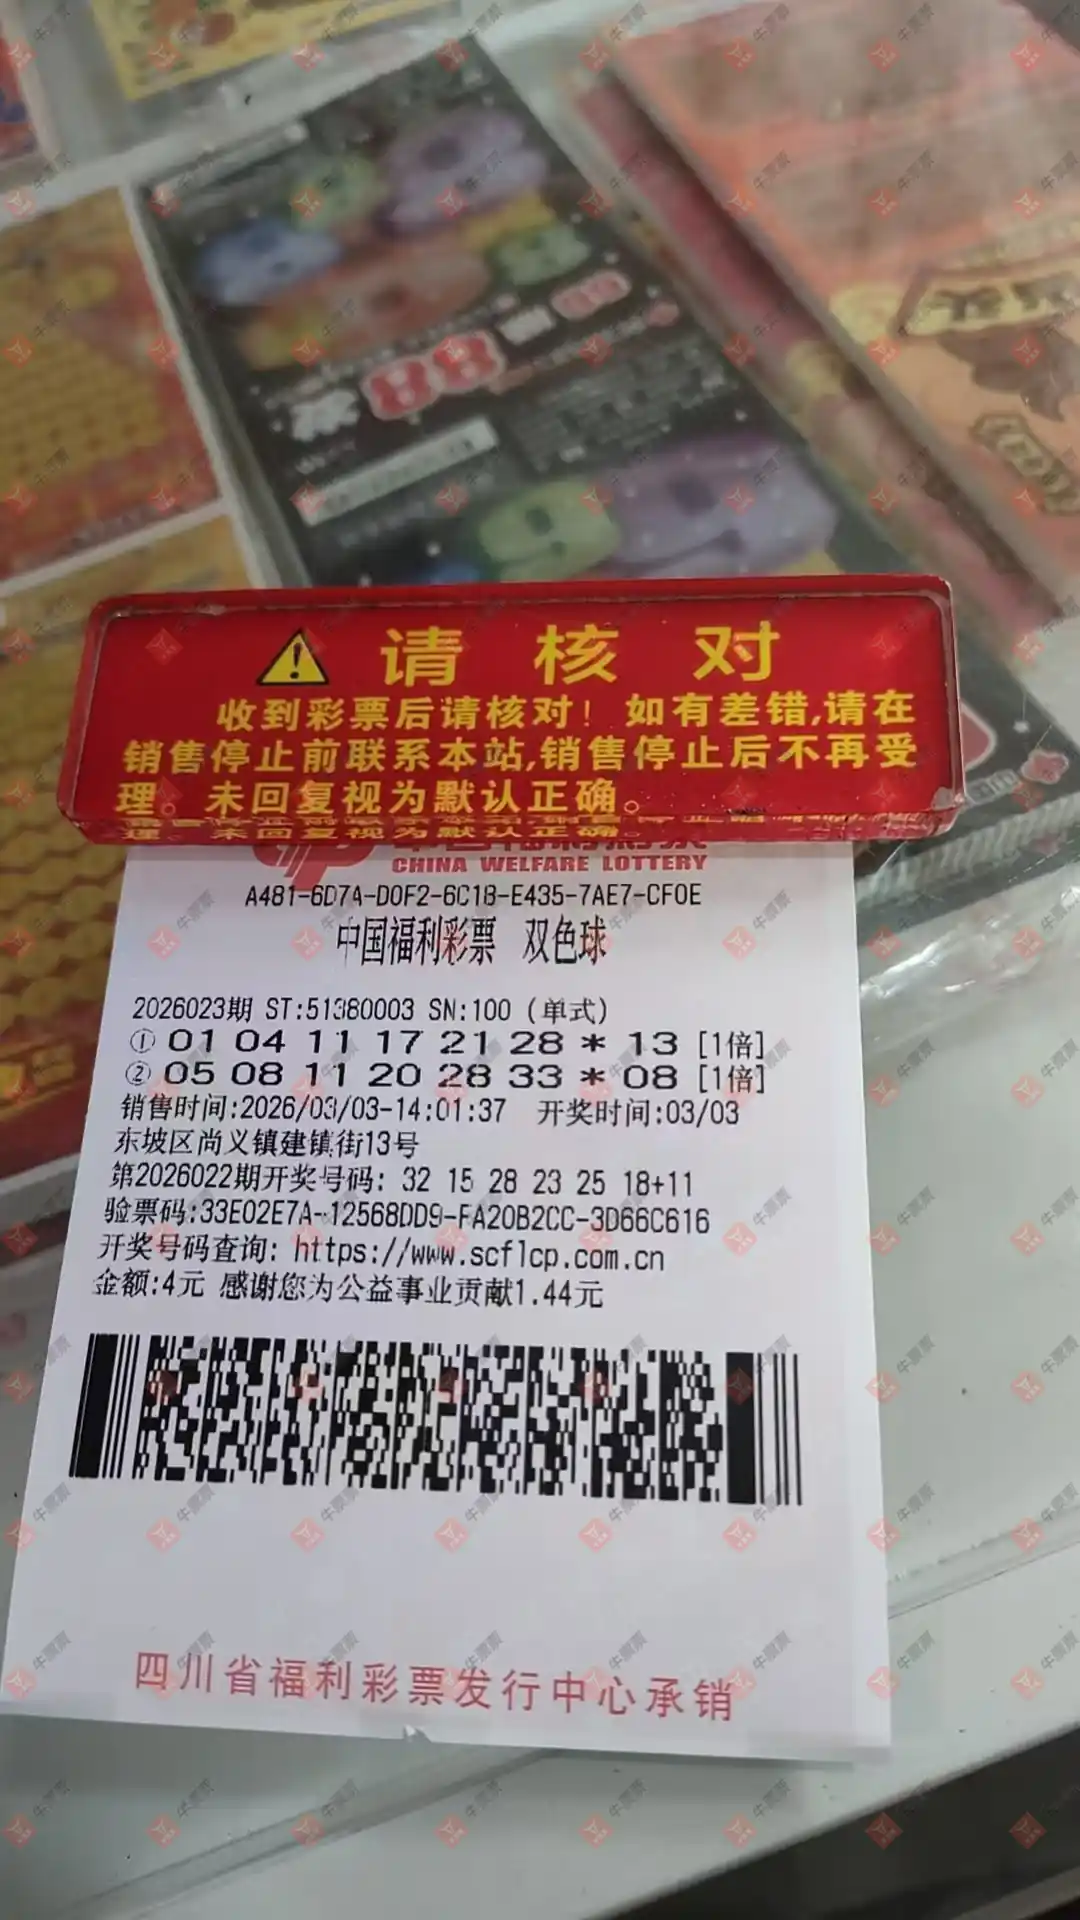 88
请核对
收到彩票后请核对！如有差错,请在
销售停止前联系本站,销售停止后不再受
理。未回复视为默认正确。
CHINA WELFARE LOTTERY
A481-6D7A-D0F2-6C18-E435-7AE7-CF0E
中国福利彩票 双色球
2026023期 ST:51380003 SN:100 (单式)
① 01 04 11 17 21 28 * 13 [1倍]
② 05 08 11 20 28 33 * 08 [1倍]
销售时间:2026/03/03-14:01:37 开奖时间:03/03
东坡区尚义镇建镇街13号
第2026022期开奖号码: 32 15 28 23 25 18+11
验票码:33E02E7A-12568DD9-FA20B2CC-3D66C616
开奖号码查询: https://www.scflcp.com.cn
金额:4元 感谢您为公益事业贡献1.44元
四川省福利彩票发行中心承销
牛票票